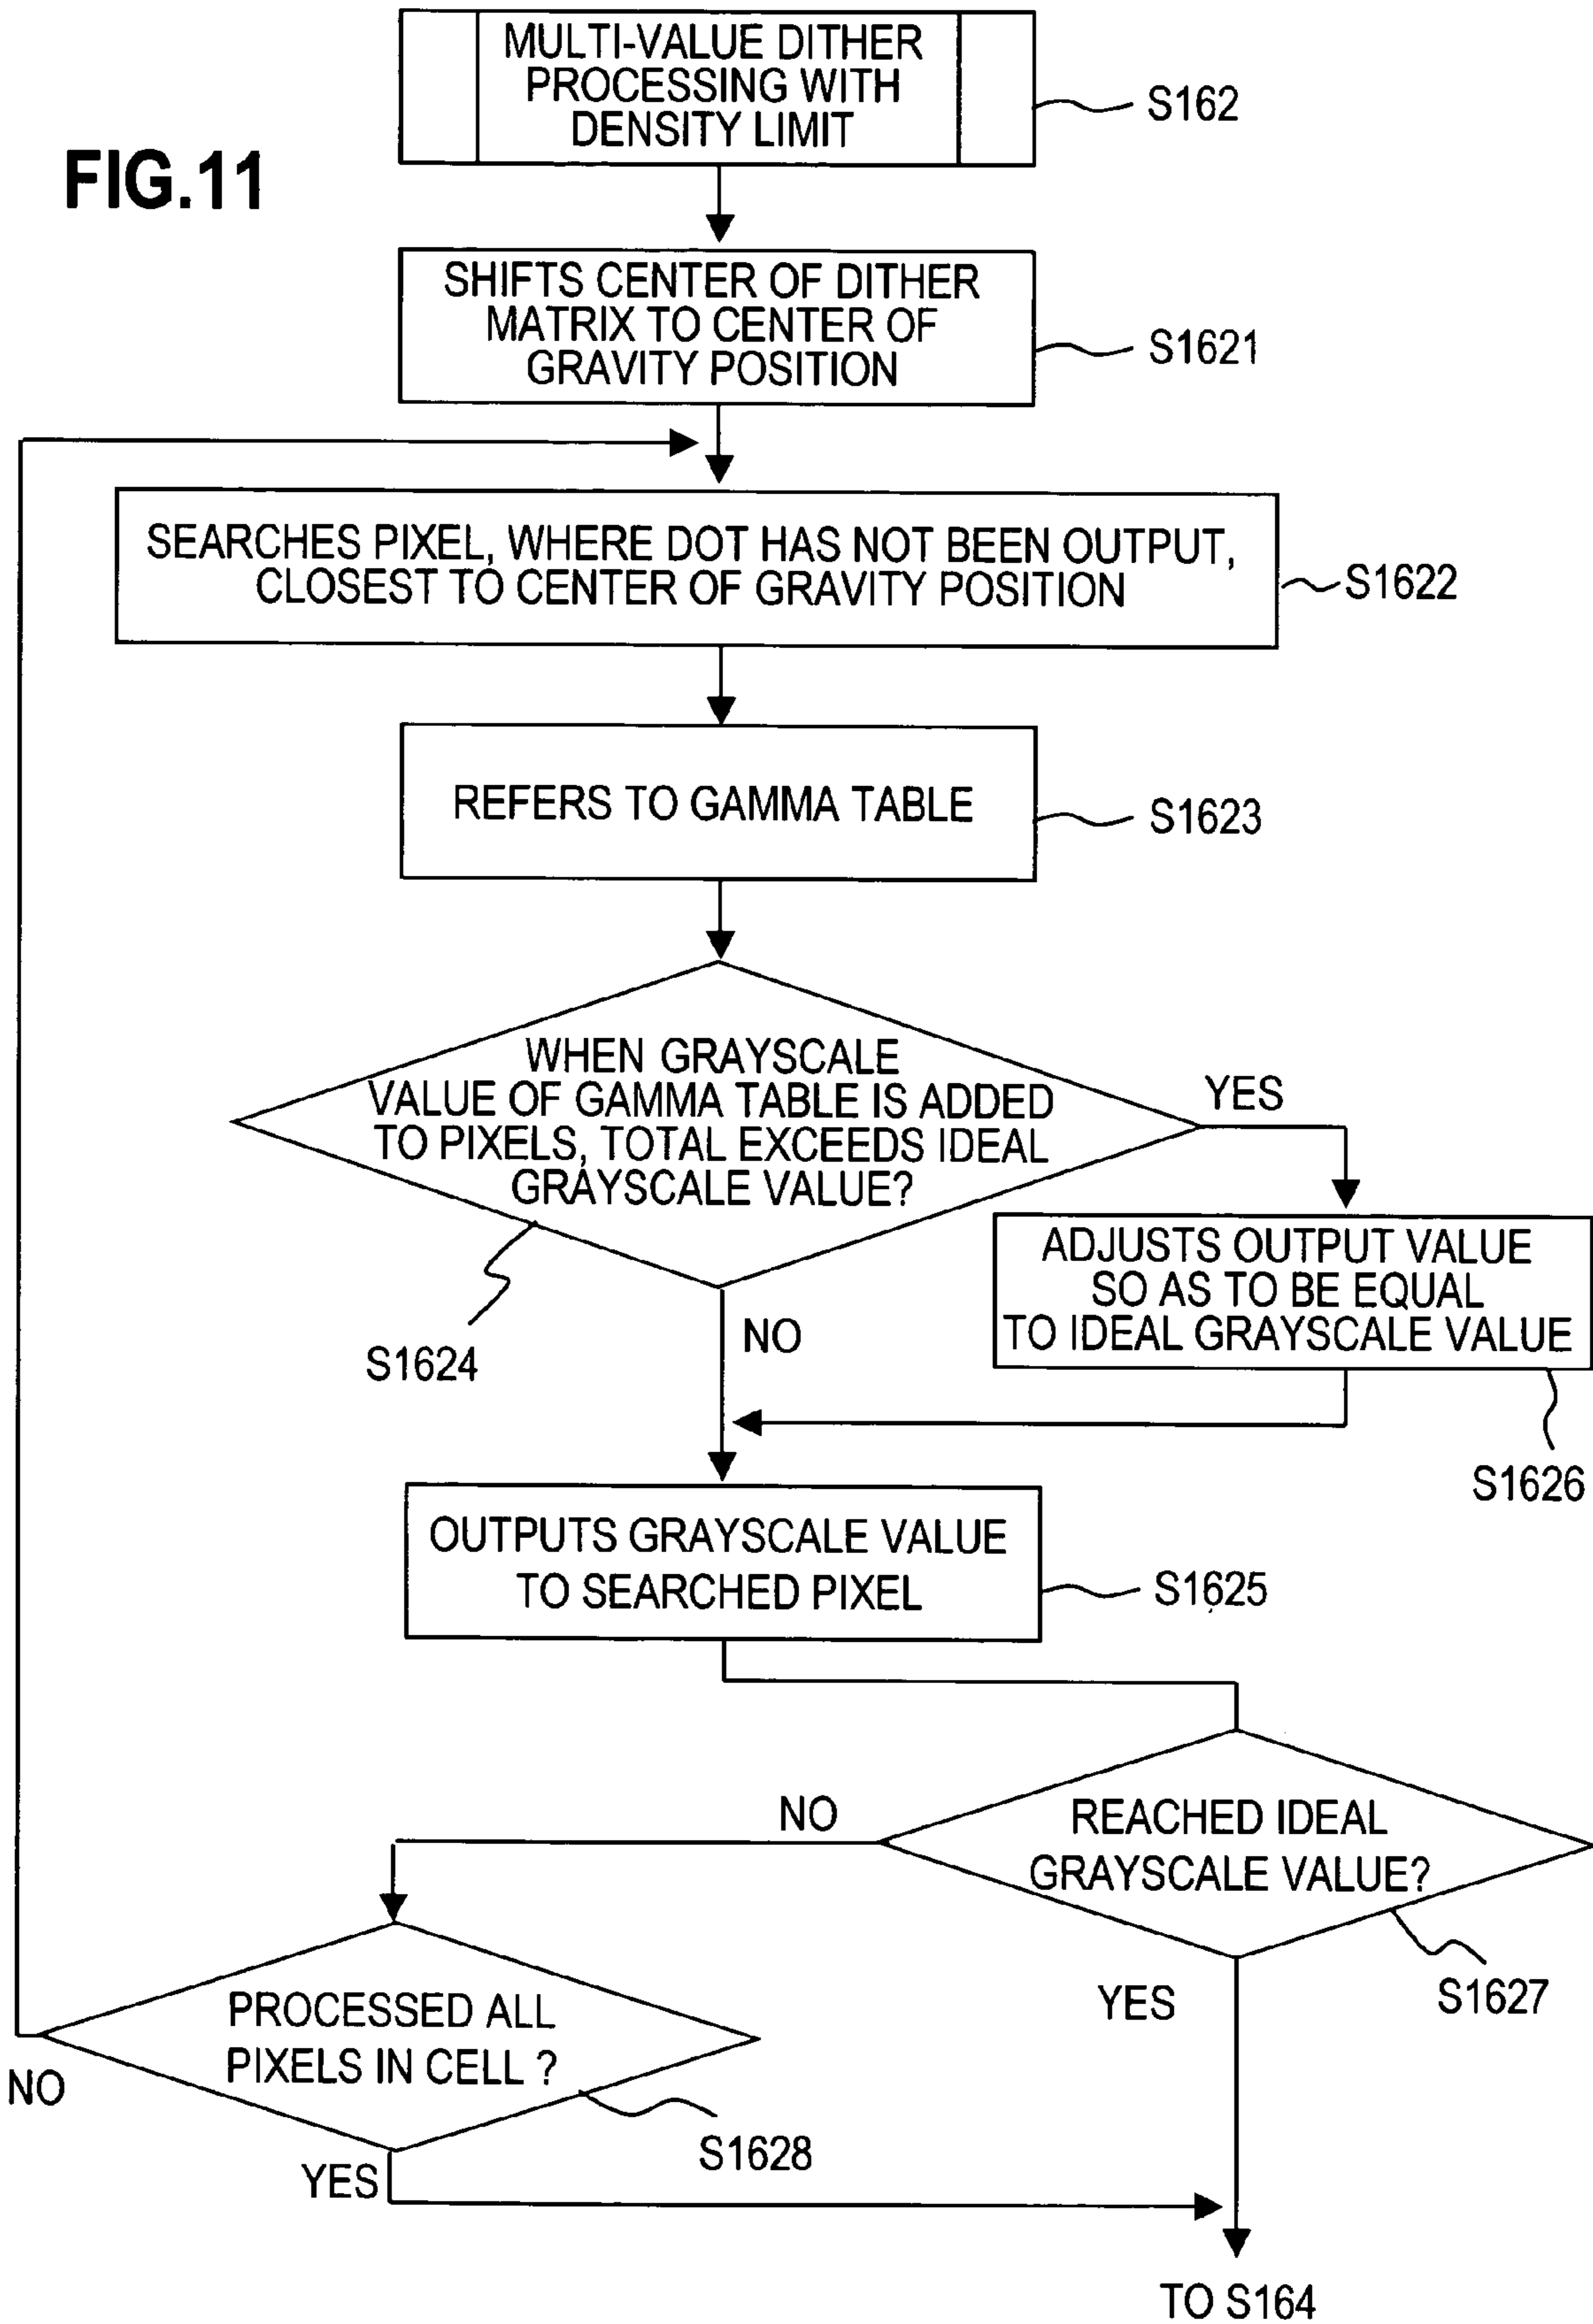 FIG.11
MULTI-VALUE DITHER
PROCESSING WITH
DENSITY LIMIT
S162
SHIFTS CENTER OF DITHER
MATRIX TO CENTER OF
GRAVITY POSITION
S1621
SEARCHES PIXEL, WHERE DOT HAS NOT BEEN OUTPUT,
CLOSEST TO CENTER OF GRAVITY POSITION
S1622
REFERS TO GAMMA TABLE
S1623
WHEN GRAYSCALE
VALUE OF GAMMA TABLE IS ADDED
TO PIXELS, TOTAL EXCEEDS IDEAL
GRAYSCALE VALUE?
YES
S1624
NO
ADJUSTS OUTPUT VALUE
SO AS TO BE EQUAL
TO IDEAL GRAYSCALE VALUE
S1626
OUTPUTS GRAYSCALE VALUE
TO SEARCHED PIXEL
S1625
REACHED IDEAL
GRAYSCALE VALUE?
NO
YES
S1627
PROCESSED ALL
PIXELS IN CELL ?
NO
S1628
YES
TO S164